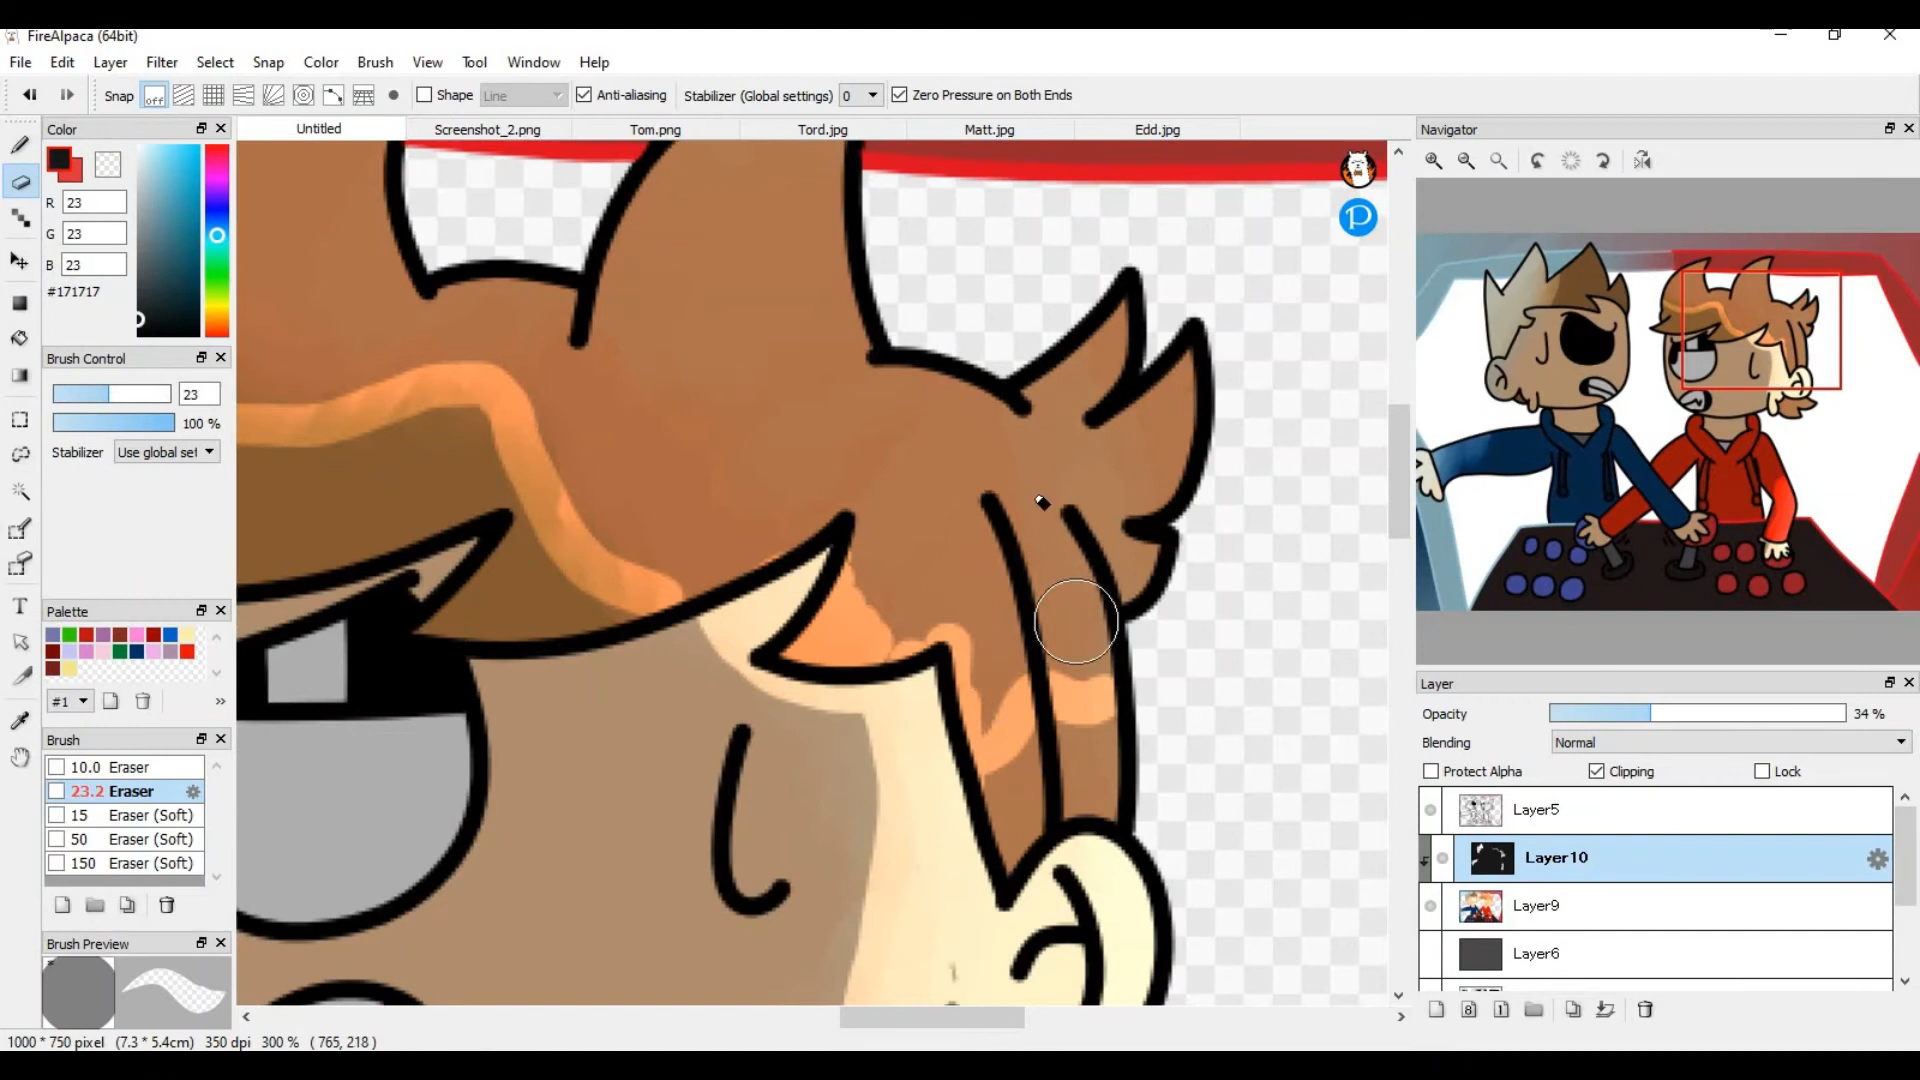 FireAlpaca (64bit)
File Edit Layer Filter Select Snap Color Brush View Tool Window Help
Snap off Shape Line Anti-aliasing Stabilizer (Global settings) 0 Zero Pressure on Both Ends
Color
Untitled Screenshot_2.png Tom.png Tord.jpg Matt.jpg Edd.jpg
Navigator
R 23
G 23
B 23
#171717
Brush Control
23
100 %
Stabilizer Use global set
Palette
#1 »
Brush
10.0 Eraser
23.2 Eraser
15 Eraser (Soft)
50 Eraser (Soft)
150 Eraser (Soft)
Brush Preview
P
Layer
Opacity 34 %
Blending Normal
Protect Alpha Clipping Lock
Layer5
Layer10
Layer9
Layer6
8 1
T
1000 * 750 pixel (7.3 * 5.4cm) 350 dpi 300 % ( 765, 218 )